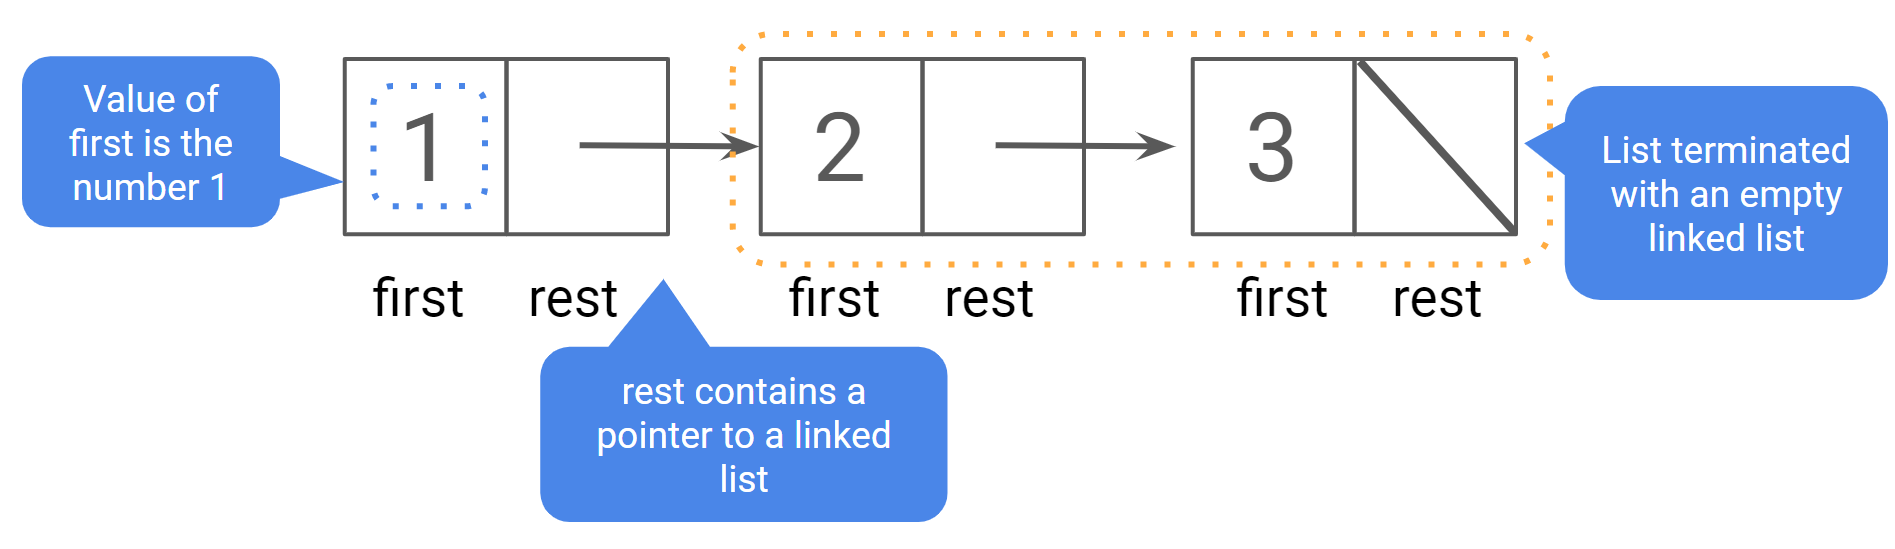 Value of
first is the
number 1
1
2
3
List terminated
with an empty
linked list
first rest first rest first rest
rest contains a
pointer to a linked
list